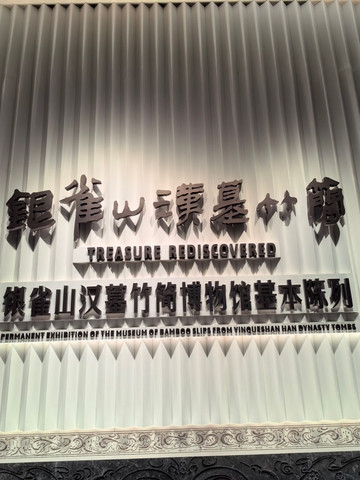 銀雀山漢墓竹簡
TREASURE REDISCOVERED
银雀山汉墓竹简博物馆基本陈列
PERMANENT EXHIBITION OF THE MUSEUM OF BAMBOO SLIPS FROM YINQUESHAN HAN DYNASTY TOMBS